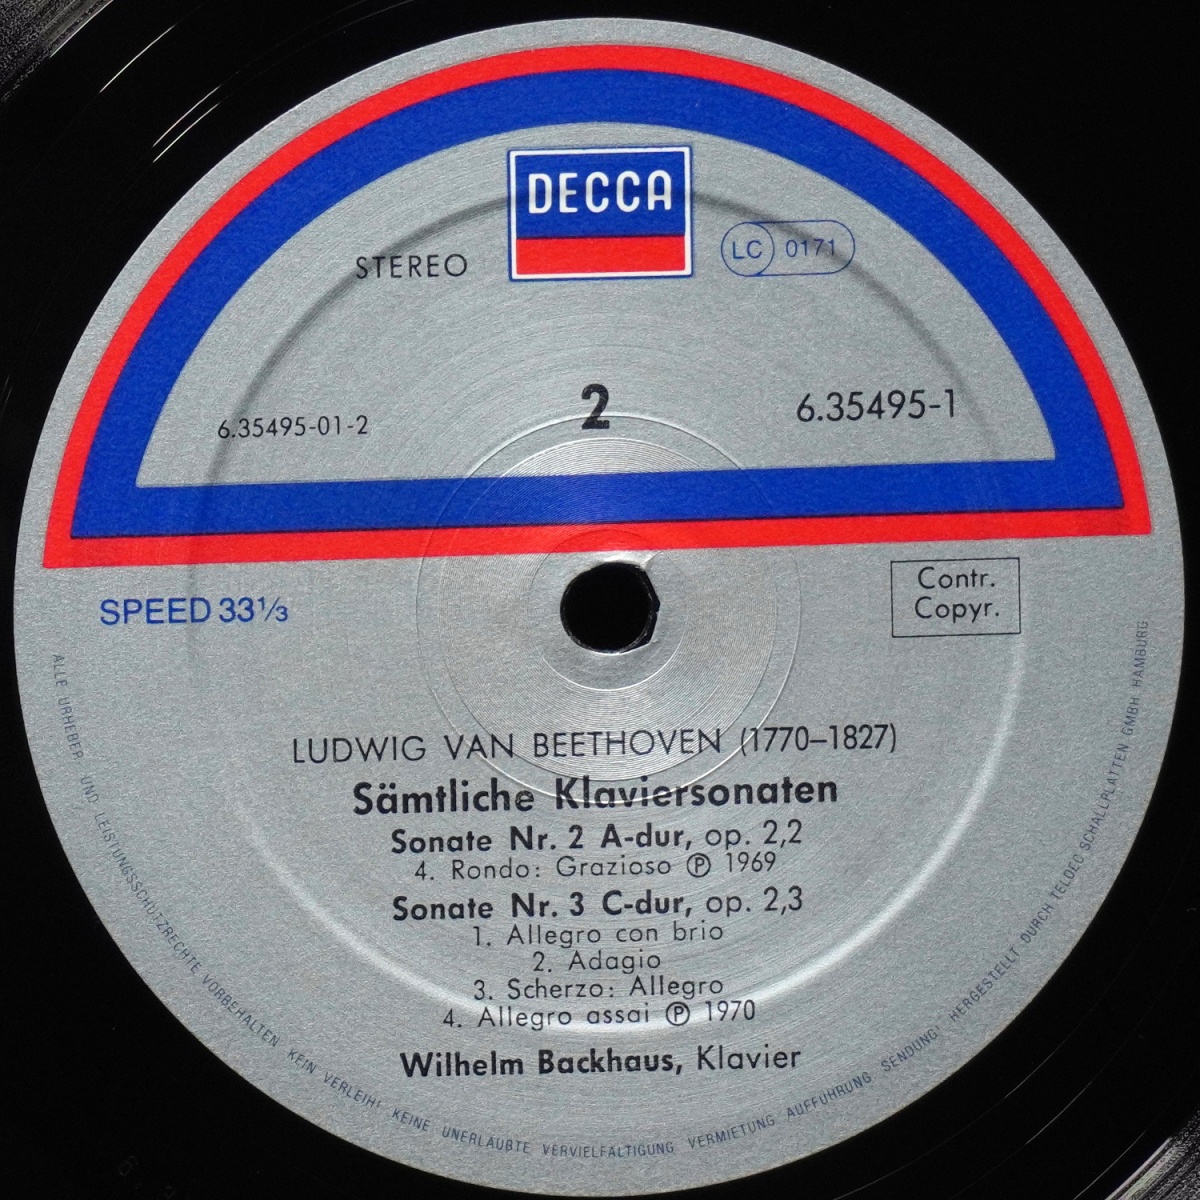 DECCA
STEREO
LC 0171
6.35495-01-2
2
6.35495-1
SPEED 33⅓
Contr.
Copyr.
LUDWIG VAN BEETHOVEN (1770–1827)
Sämtliche Klaviersonaten
Sonate Nr. 2 A-dur, op. 2,2
4. Rondo: Grazioso ℗ 1969
Sonate Nr. 3 C-dur, op. 2,3
1. Allegro con brio
2. Adagio
3. Scherzo: Allegro
4. Allegro assai ℗ 1970
Wilhelm Backhaus, Klavier
ALLE URHEBER UND LEISTUNGSSCHUTZRECHTE VORBEHALTEN KEIN VERLEIH! KEINE UNERLAUBTE VERVIELFÄLTIGUNG VERMIETUNG AUFFÜHRUNG SENDUNG! HERGESTELLT DURCH TELDEC SCHALLPLATTEN GMBH HAMBURG